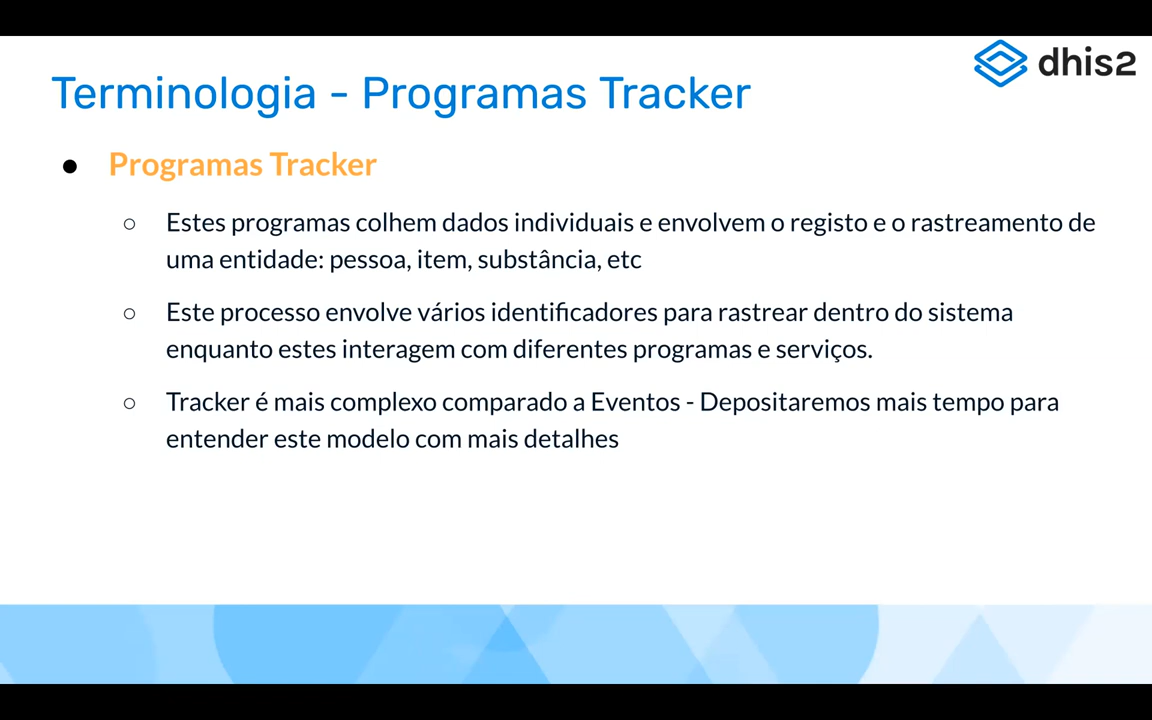 dhis2
Terminologia - Programas Tracker
● Programas Tracker
○ Estes programas colhem dados individuais e envolvem o registo e o rastreamento de
uma entidade: pessoa, item, substância, etc
○ Este processo envolve vários identificadores para rastrear dentro do sistema
enquanto estes interagem com diferentes programas e serviços.
○ Tracker é mais complexo comparado a Eventos - Depositaremos mais tempo para
entender este modelo com mais detalhes